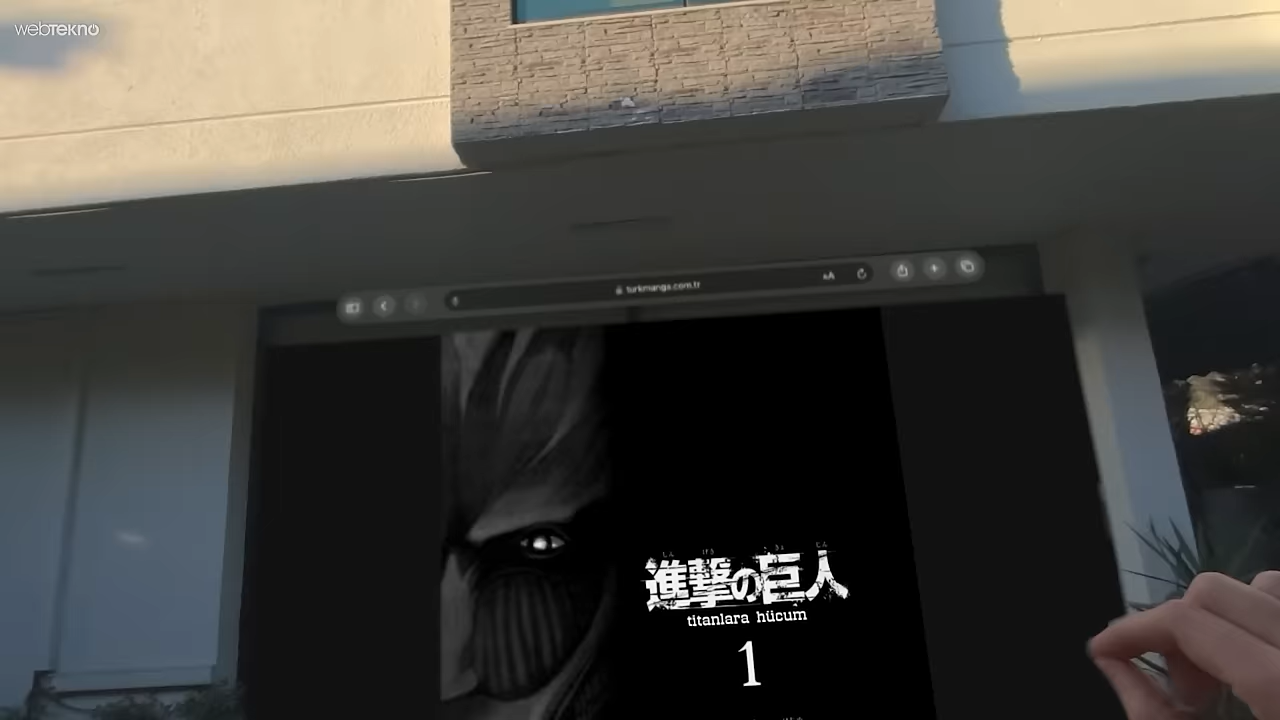 webTEKNO
AA
turkmanga.com.tr
進撃の巨人
titanlara hücum
1